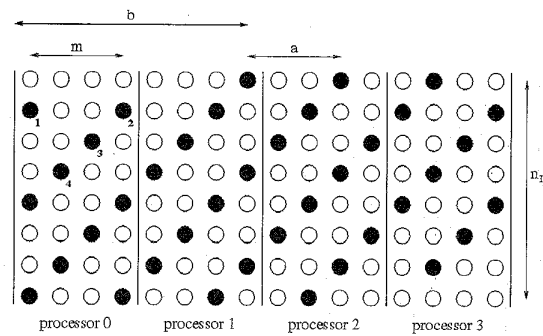 b
m
a
1
2
3
4
n₁
processor 0
processor 1
processor 2
processor 3